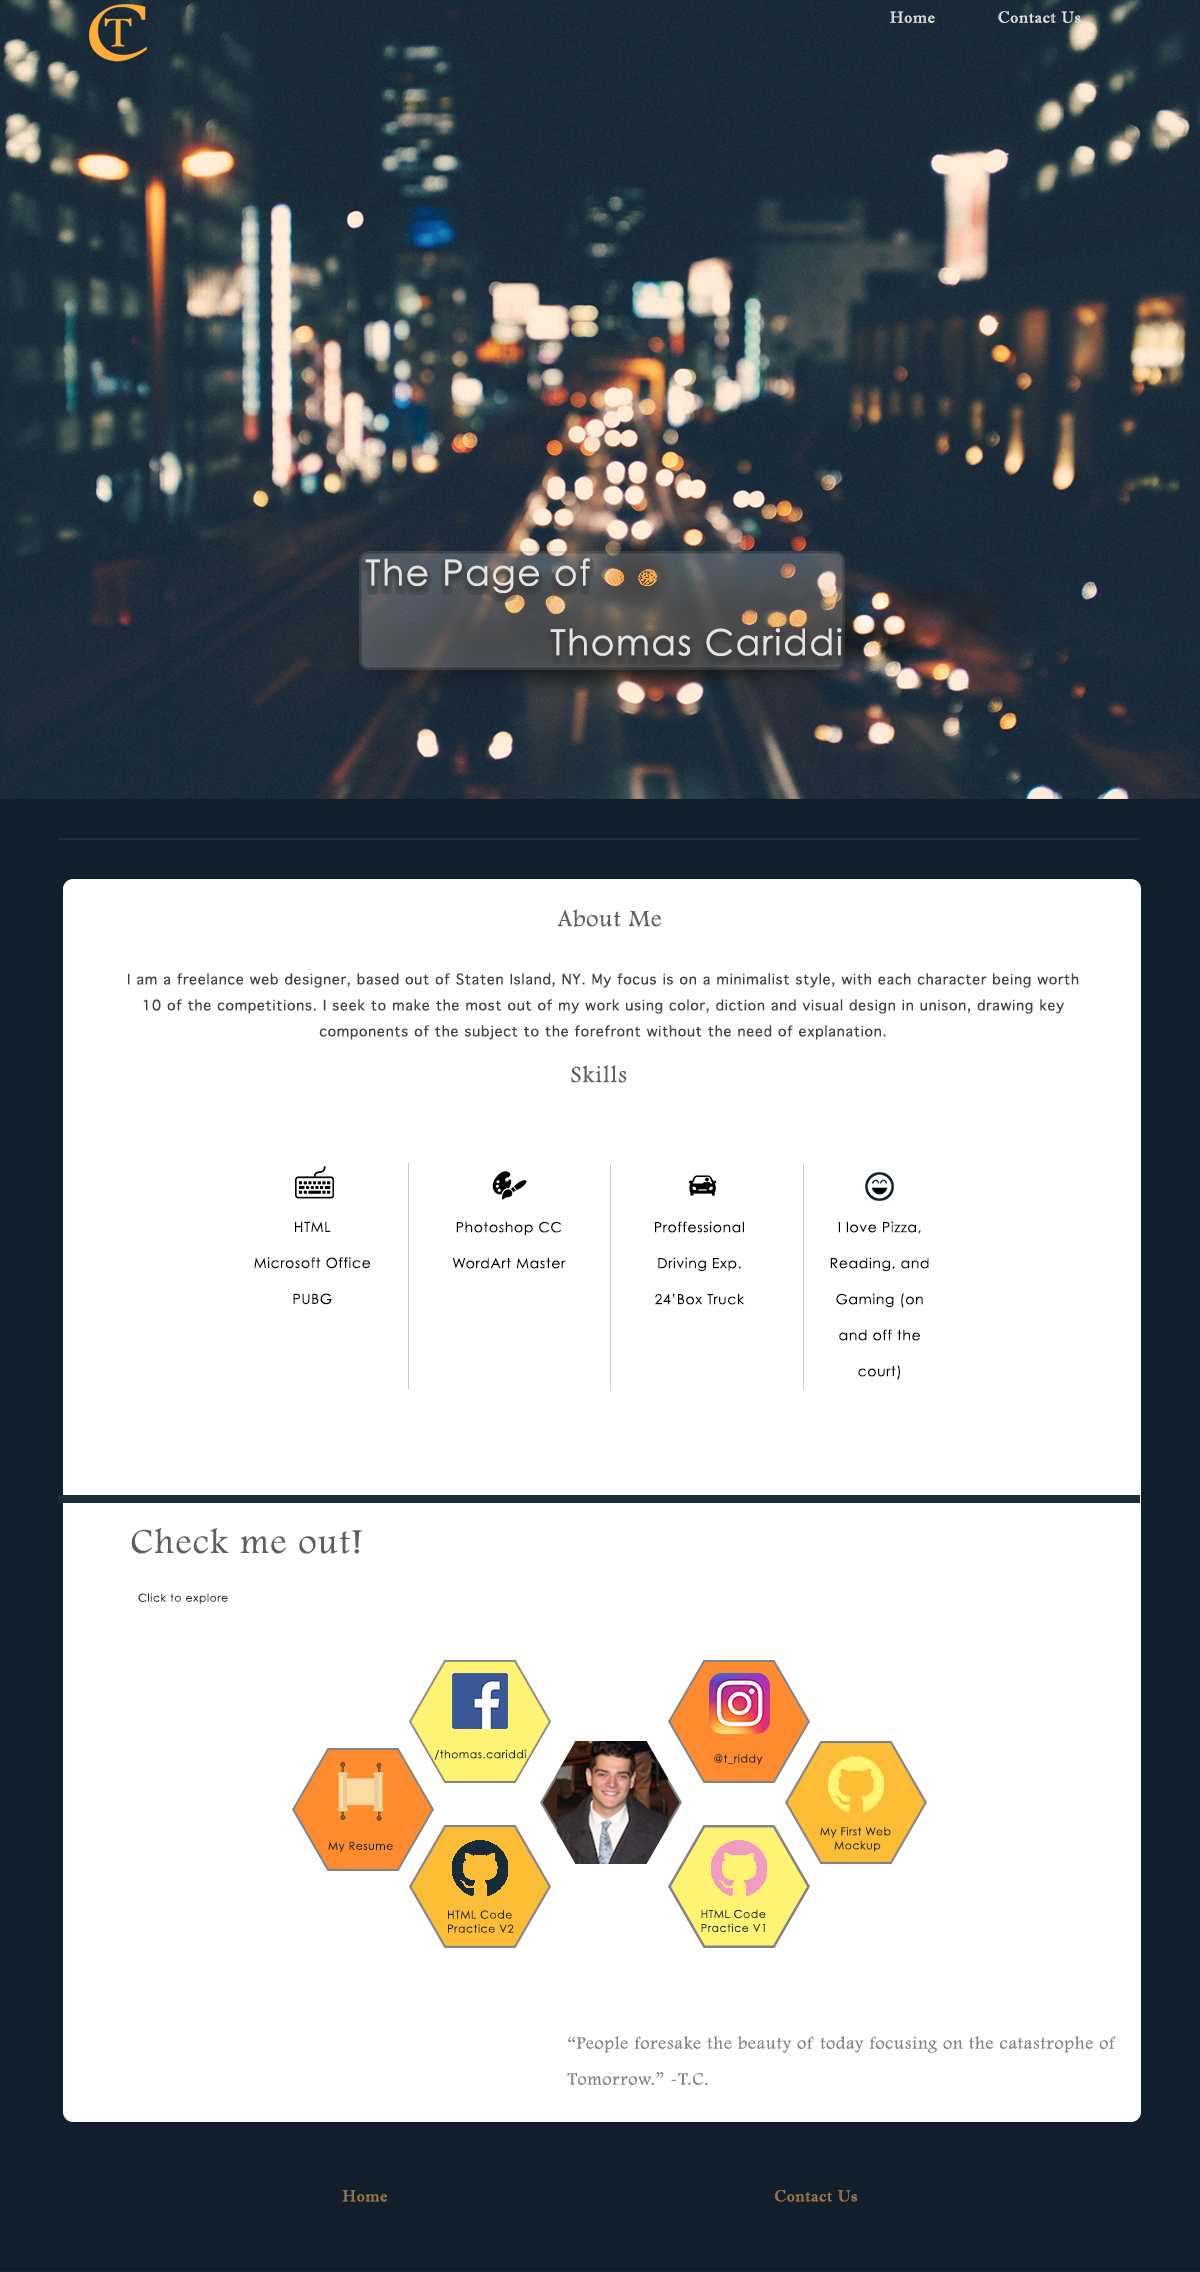 CT
Home
Contact Us
The Page of
Thomas Cariddi
About Me
I am a freelance web designer, based out of Staten Island, NY. My focus is on a minimalist style, with each character being worth
10 of the competitions. I seek to make the most out of my work using color, diction and visual design in unison, drawing key
components of the subject to the forefront without the need of explanation.
Skills
HTML
Microsoft Office
PUBG
Photoshop CC
WordArt Master
Proffessional
Driving Exp.
24'Box Truck
I love Pizza,
Reading, and
Gaming (on
and off the
court)
Check me out!
Click to explore
/thomas.cariddi
@t_riddy
My Resume
My First Web
Mockup
HTML Code
Practice V2
HTML Code
Practice V1
“People foresake the beauty of today focusing on the catastrophe of
Tomorrow.” -T.C.
Home
Contact Us